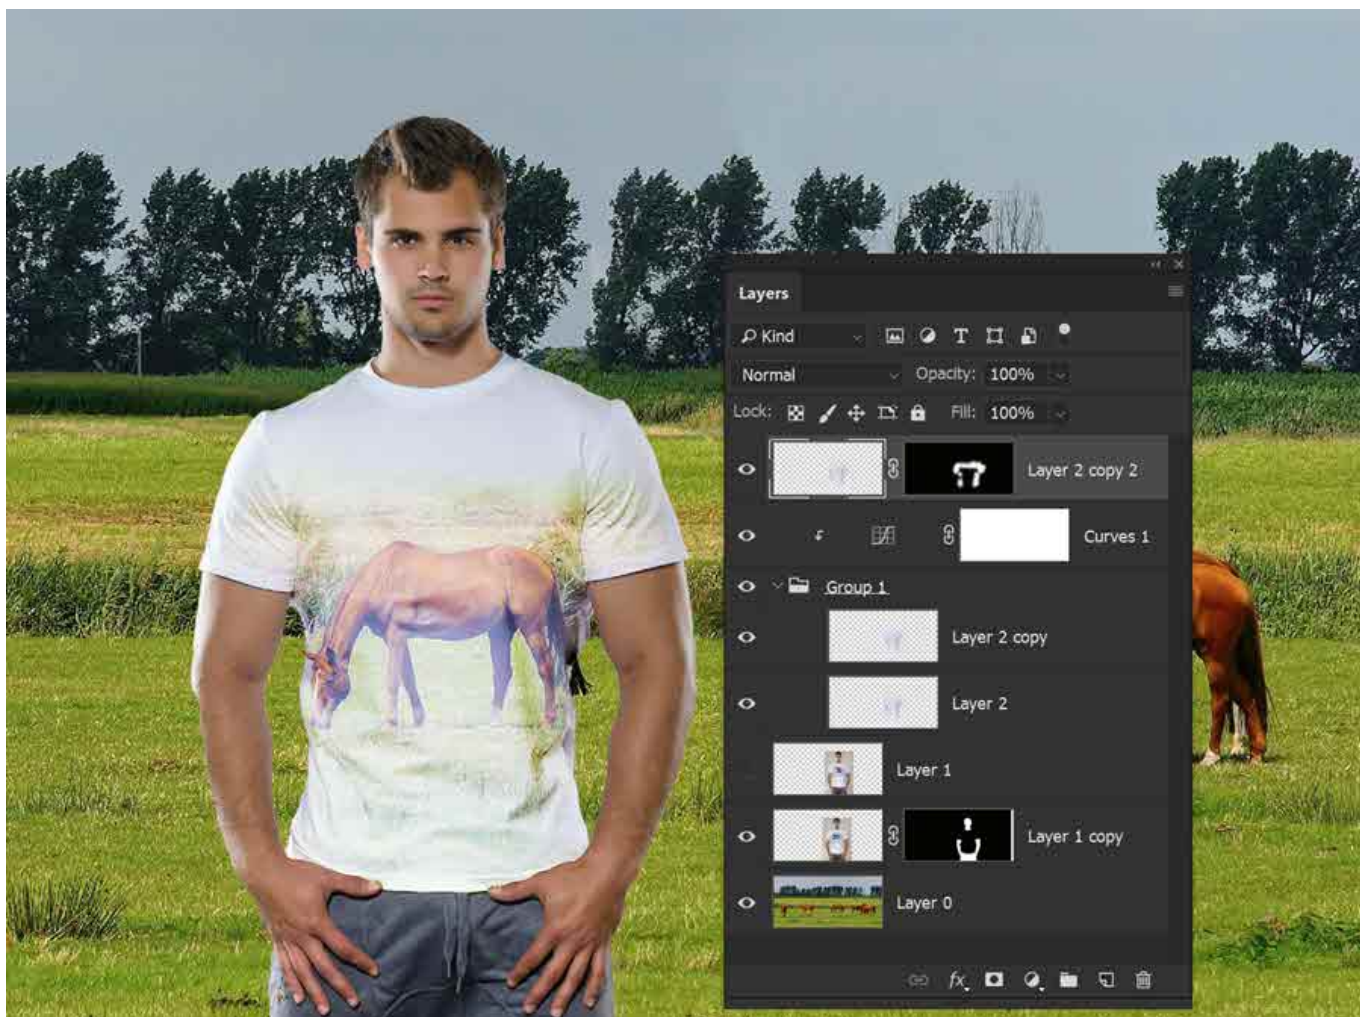 Layers
Kind
Normal Opacity: 100%
Lock: Fill: 100%
Layer 2 copy 2
Curves 1
Group 1
Layer 2 copy
Layer 2
Layer 1
Layer 1 copy
Layer 0
fx